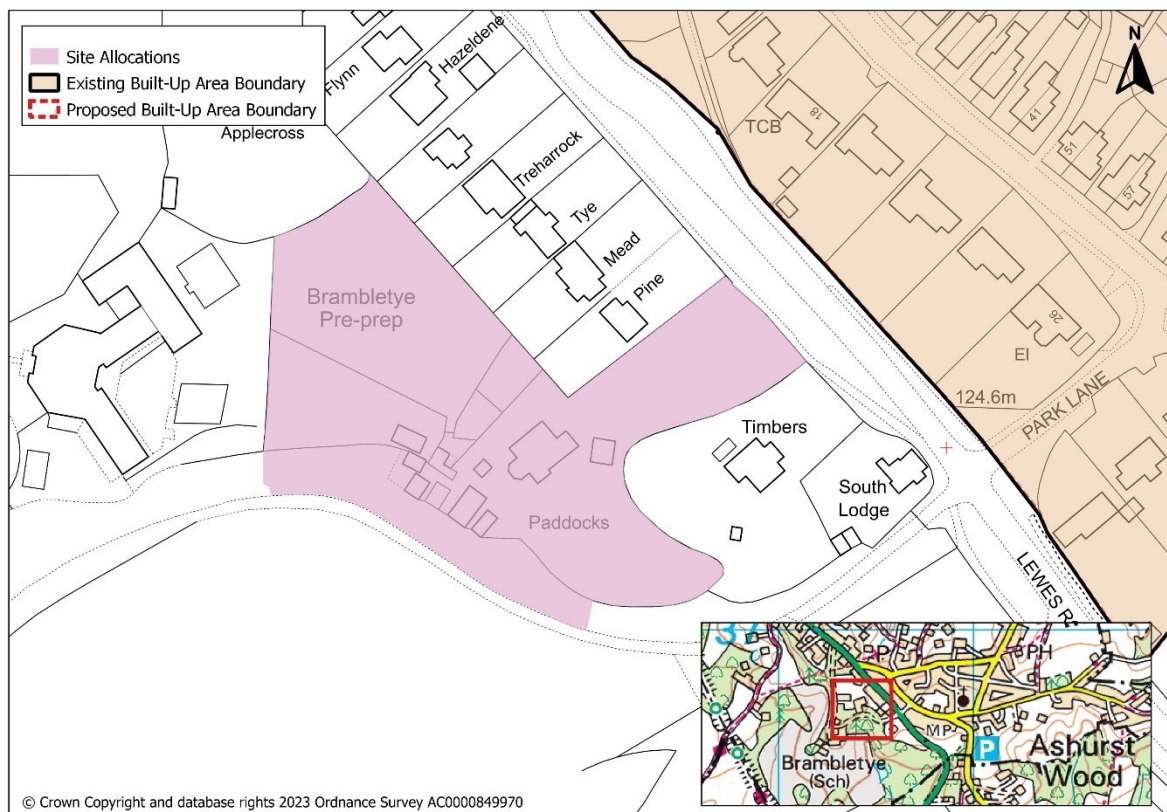 Site Allocations
Existing Built-Up Area Boundary
Proposed Built-Up Area Boundary
N
Flynn
Hazeldene
Applecross
TCB
18
41
51
57
Treharrock
Tye
Mead
Pine
Brambletye
Pre-prep
26
El
124.6m
PARK LANE
Timbers
South
Lodge
Paddocks
LEWES
37
P
PH
MP
P
Brambletye
(Sch)
Ashurst
Wood
© Crown Copyright and database rights 2023 Ordnance Survey AC0000849970